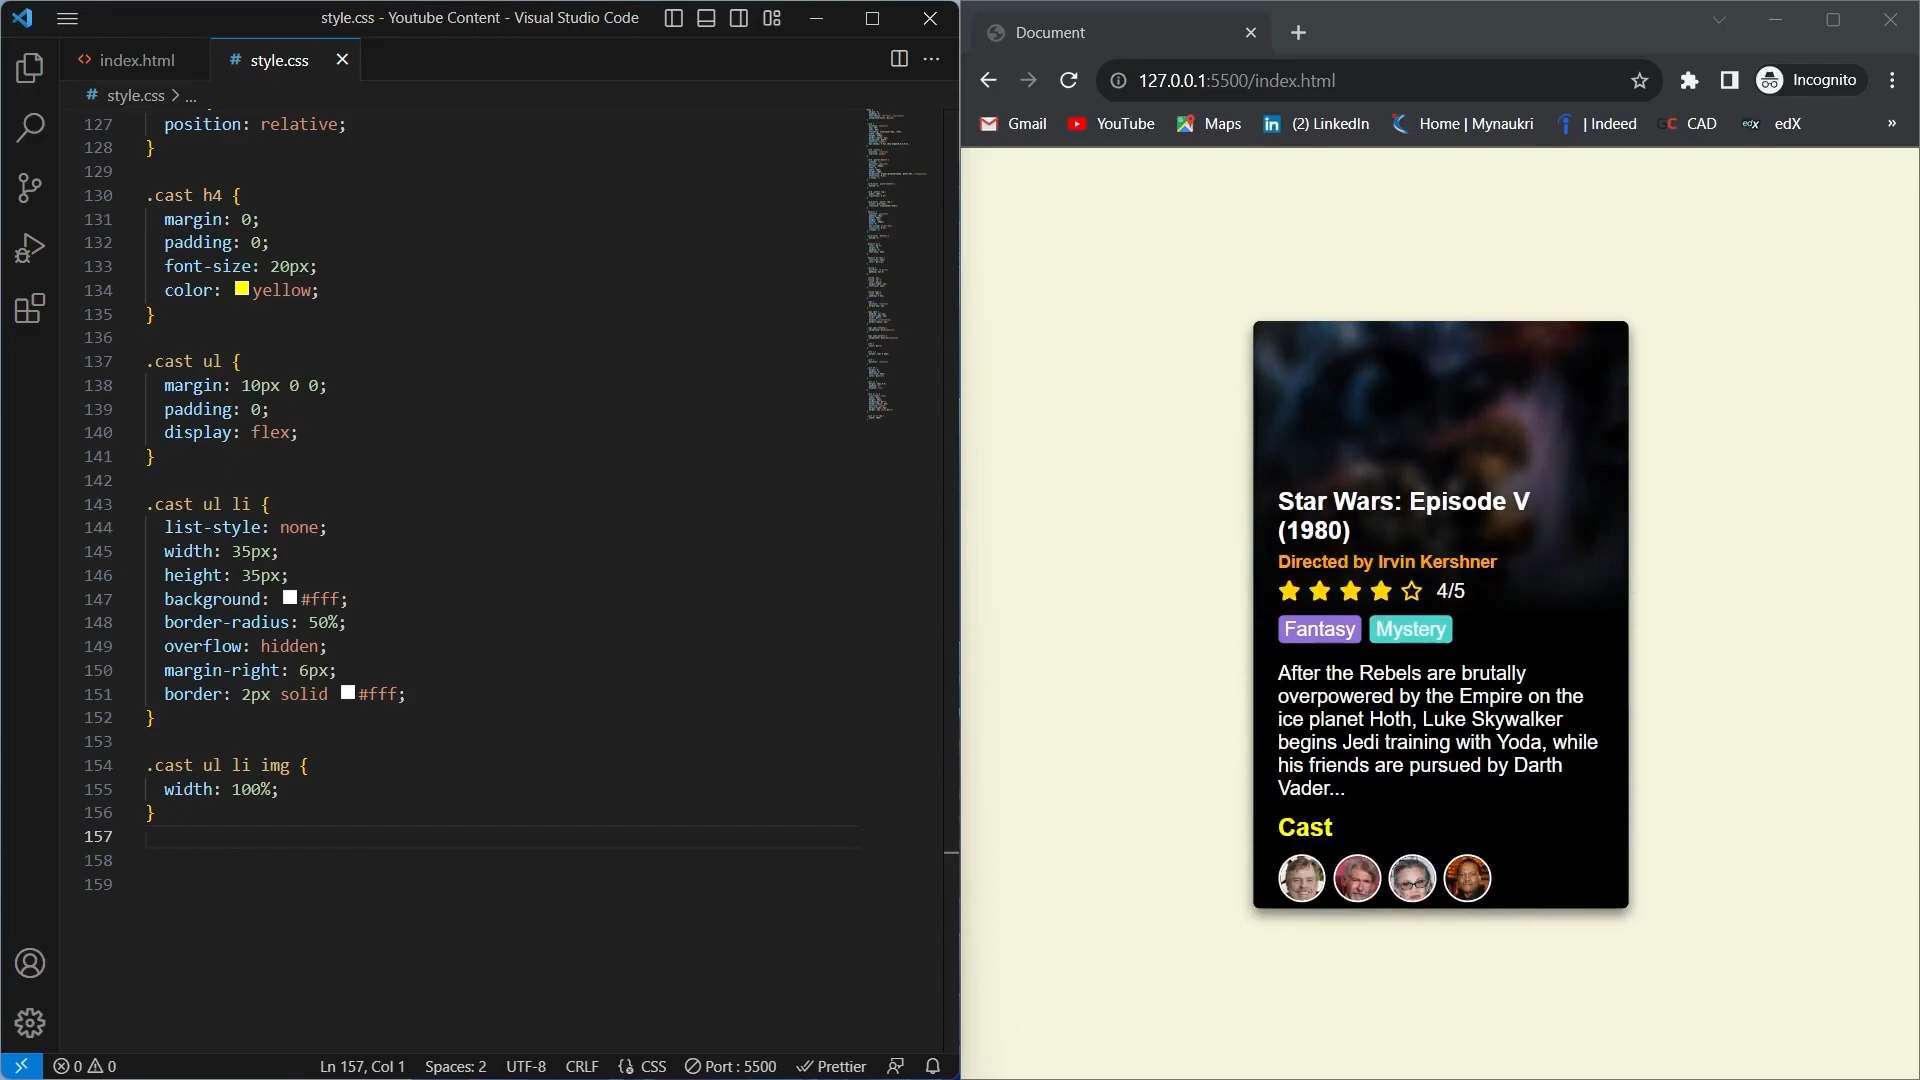 style.css - Youtube Content - Visual Studio Code
index.html
# style.css
# style.css > ...
127 position: relative;
128 }
129
130 .cast h4 {
131 margin: 0;
132 padding: 0;
133 font-size: 20px;
134 color: yellow;
135 }
136
137 .cast ul {
138 margin: 10px 0 0;
139 padding: 0;
140 display: flex;
141 }
142
143 .cast ul li {
144 list-style: none;
145 width: 35px;
146 height: 35px;
147 background: #fff;
148 border-radius: 50%;
149 overflow: hidden;
150 margin-right: 6px;
151 border: 2px solid #fff;
152 }
153
154 .cast ul li img {
155 width: 100%;
156 }
157
158
159
0 0 Ln 157, Col 1 Spaces: 2 UTF-8 CRLF {} CSS Port : 5500 Prettier
Document
127.0.0.1:5500/index.html Incognito
Gmail YouTube Maps in (2) LinkedIn Home | Mynaukri | Indeed GC CAD edX edX »
Star Wars: Episode V
(1980)
Directed by Irvin Kershner
4/5
Fantasy Mystery
After the Rebels are brutally
overpowered by the Empire on the
ice planet Hoth, Luke Skywalker
begins Jedi training with Yoda, while
his friends are pursued by Darth
Vader...
Cast